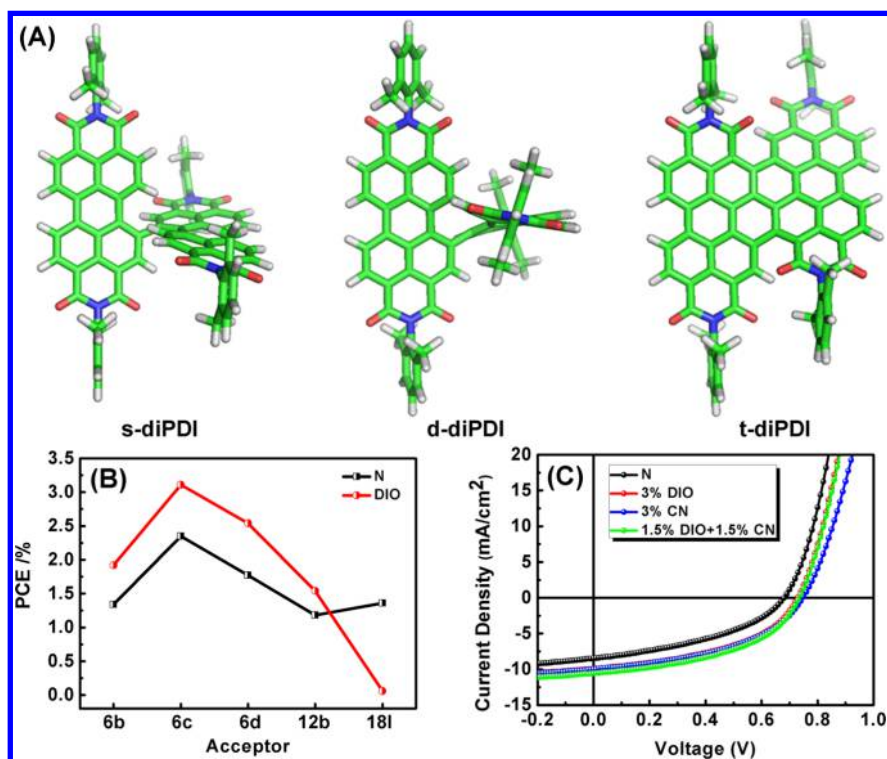 (A)
s-diPDI d-diPDI t-diPDI
(B)
N
DIO
PCE /%
3.5
3.0
2.5
2.0
1.5
1.0
0.5
0.0
6b 6c 6d 12b 18l
Acceptor
(C)
N
3% DIO
3% CN
1.5% DIO+1.5% CN
Current Density (mA/cm²)
20
15
10
5
0
-5
-10
-15
-0.2 0.0 0.2 0.4 0.6 0.8 1.0
Voltage (V)